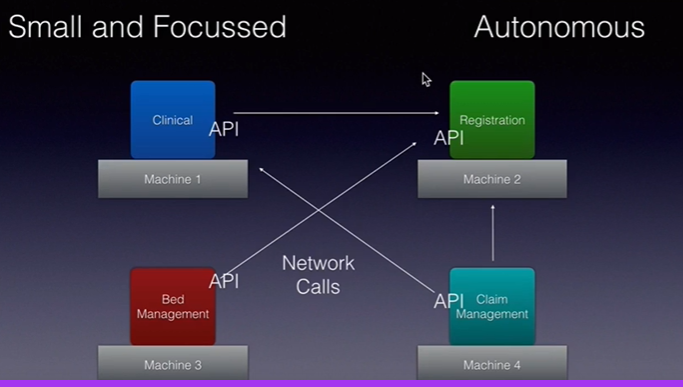 Small and Focussed
Autonomous
Clinical
API
Registration
API
Machine 1
Machine 2
Network
Calls
API
Bed
Management
API
Claim
Management
Machine 3
Machine 4